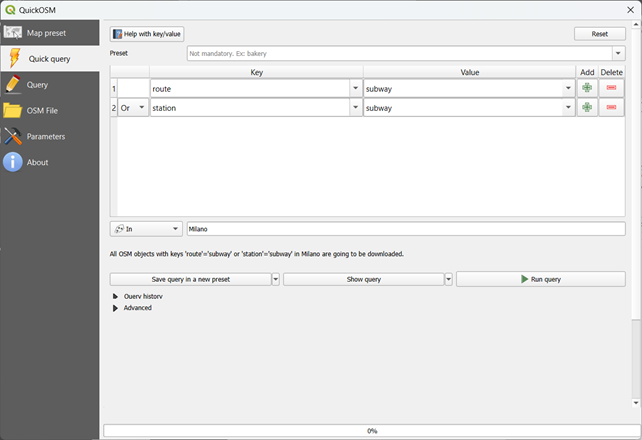 QuickOSM
Map preset
Quick query
Query
OSM File
Parameters
About
Help with key/value
Reset
Preset
Not mandatory. Ex: bakery
Key Value Add Delete
1 route subway
2 Or station subway
In Milano
All OSM objects with keys 'route'='subway' or 'station'='subway' in Milano are going to be downloaded.
Save query in a new preset Show query Run query
Query history
Advanced
0%